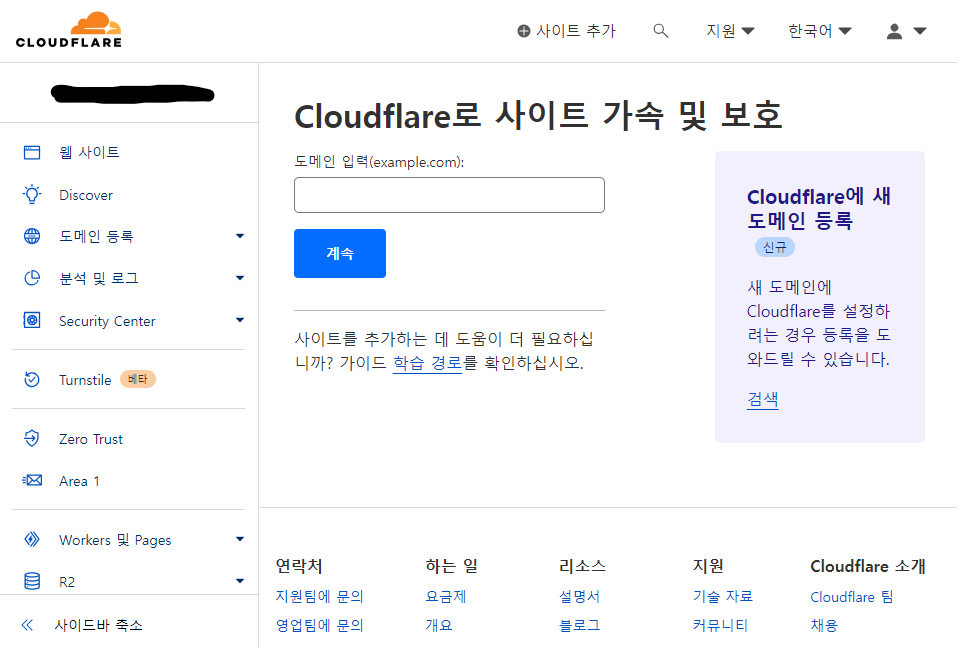 CLOUDFLARE
사이트 추가
지원
한국어
웹 사이트
Discover
도메인 등록
분석 및 로그
Security Center
Turnstile 베타
Zero Trust
Area 1
Workers 및 Pages
R2
사이드바 축소
Cloudflare로 사이트 가속 및 보호
도메인 입력(example.com):
계속
사이트를 추가하는 데 도움이 더 필요하십
니까? 가이드 학습 경로를 확인하십시오.
Cloudflare에 새
도메인 등록
신규
새 도메인에
Cloudflare를 설정하
려는 경우 등록을 도
와드릴 수 있습니다.
검색
연락처
지원팀에 문의
영업팀에 문의
하는 일
요금제
개요
리소스
설명서
블로그
지원
기술 자료
커뮤니티
Cloudflare 소개
Cloudflare 팀
채용